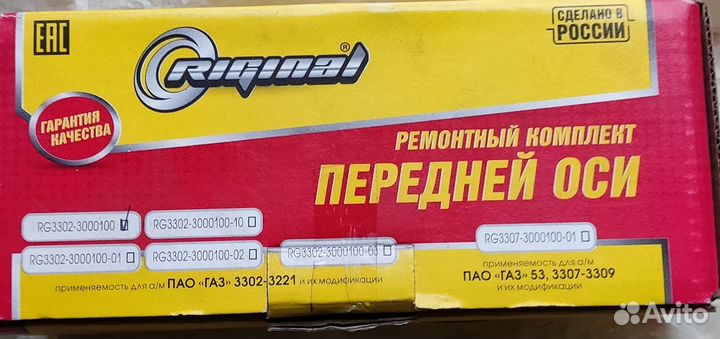 EAC
Original®
СДЕЛАНО В
РОССИИ
ГАРАНТИЯ
КАЧЕСТВА
РЕМОНТНЫЙ КОМПЛЕКТ
ПЕРЕДНЕЙ ОСИ
RG3302-3000100
RG3302-3000100-10
RG3302-3000100-01
RG3302-3000100-02
RG3302-3000100-03
RG3307-3000100-01
применяемость для а/м ПАО «ГАЗ» 3302-3221 и их модификации
применяемость для а/м
ПАО «ГАЗ» 53, 3307-3309
и их модификации
Avito